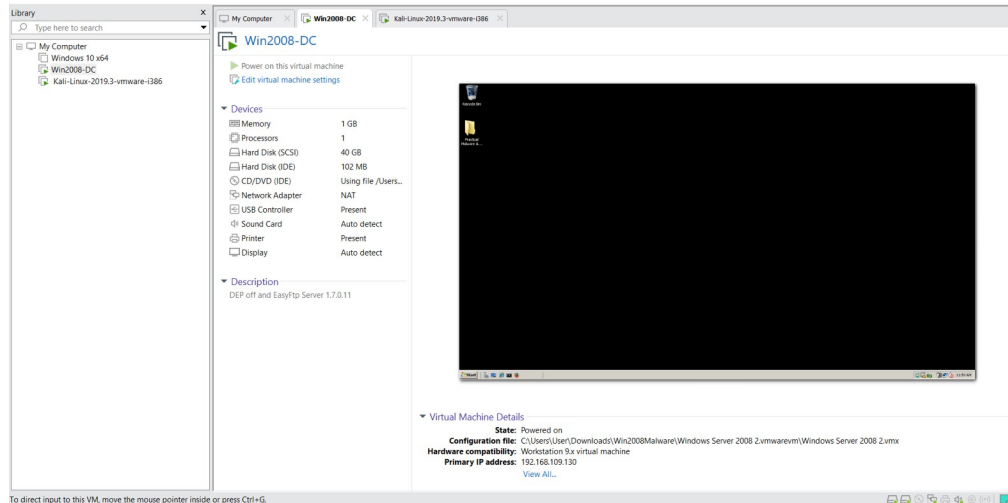 Library
Type here to search
My Computer
Windows 10 x64
Win2008-DC
Kali-Linux-2019.3-vmware-i386
My Computer
Win2008-DC
Kali-Linux-2019.3-vmware-i386
Win2008-DC
Power on this virtual machine
Edit virtual machine settings
Devices
Memory 1 GB
Processors 1
Hard Disk (SCSI) 40 GB
Hard Disk (IDE) 102 MB
CD/DVD (IDE) Using file /Users...
Network Adapter NAT
USB Controller Present
Sound Card Auto detect
Printer Present
Display Auto detect
Description
DEP off and EasyFtp Server 1.7.0.11
Recycle Bin
Practical
Malware A...
Start
Virtual Machine Details
State: Powered on
Configuration file: C:\Users\User\Downloads\Win2008Malware\Windows Server 2008 2.vmwarevm\Windows Server 2008 2.vmx
Hardware compatibility: Workstation 9.x virtual machine
Primary IP address: 192.168.109.130
View All...
To direct input to this VM, move the mouse pointer inside or press Ctrl+G.